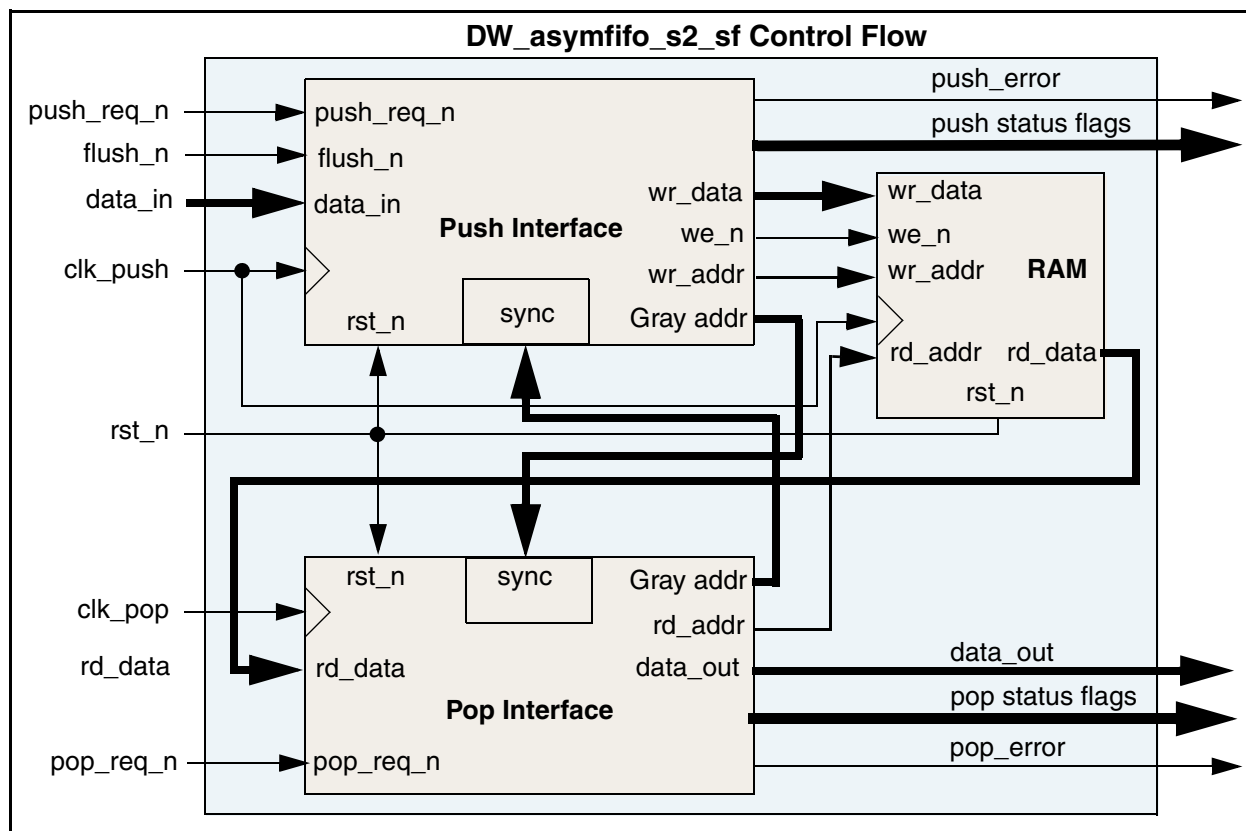 DW_asymfifo_s2_sf Control Flow
push_req_n
flush_n
data_in
clk_push
rst_n
clk_pop
rd_data
pop_req_n
push_req_n
flush_n
data_in
Push Interface
rst_n
sync
wr_data
we_n
wr_addr
Gray addr
push_error
push status flags
wr_data
we_n
wr_addr
RAM
rd_addr
rd_data
rst_n
rst_n
sync
Gray addr
rd_addr
rd_data
data_out
Pop Interface
pop_req_n
data_out
pop status flags
pop_error